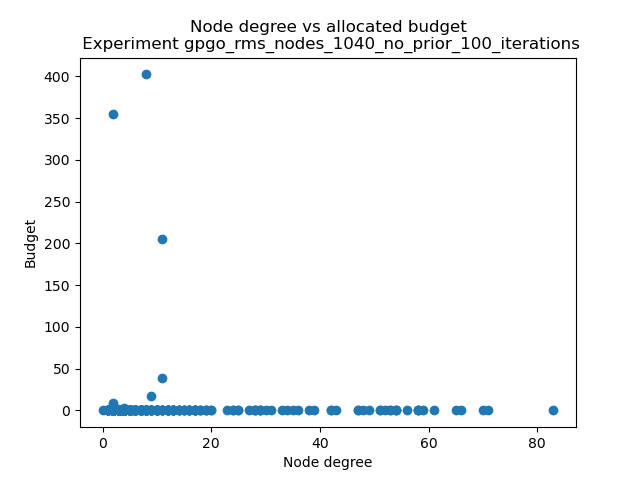 Node degree vs allocated budget
Experiment gpgo_rms_nodes_1040_no_prior_100_iterations
400
350
300
250
200
150
100
50
0
Budget
0 20 40 60 80
Node degree